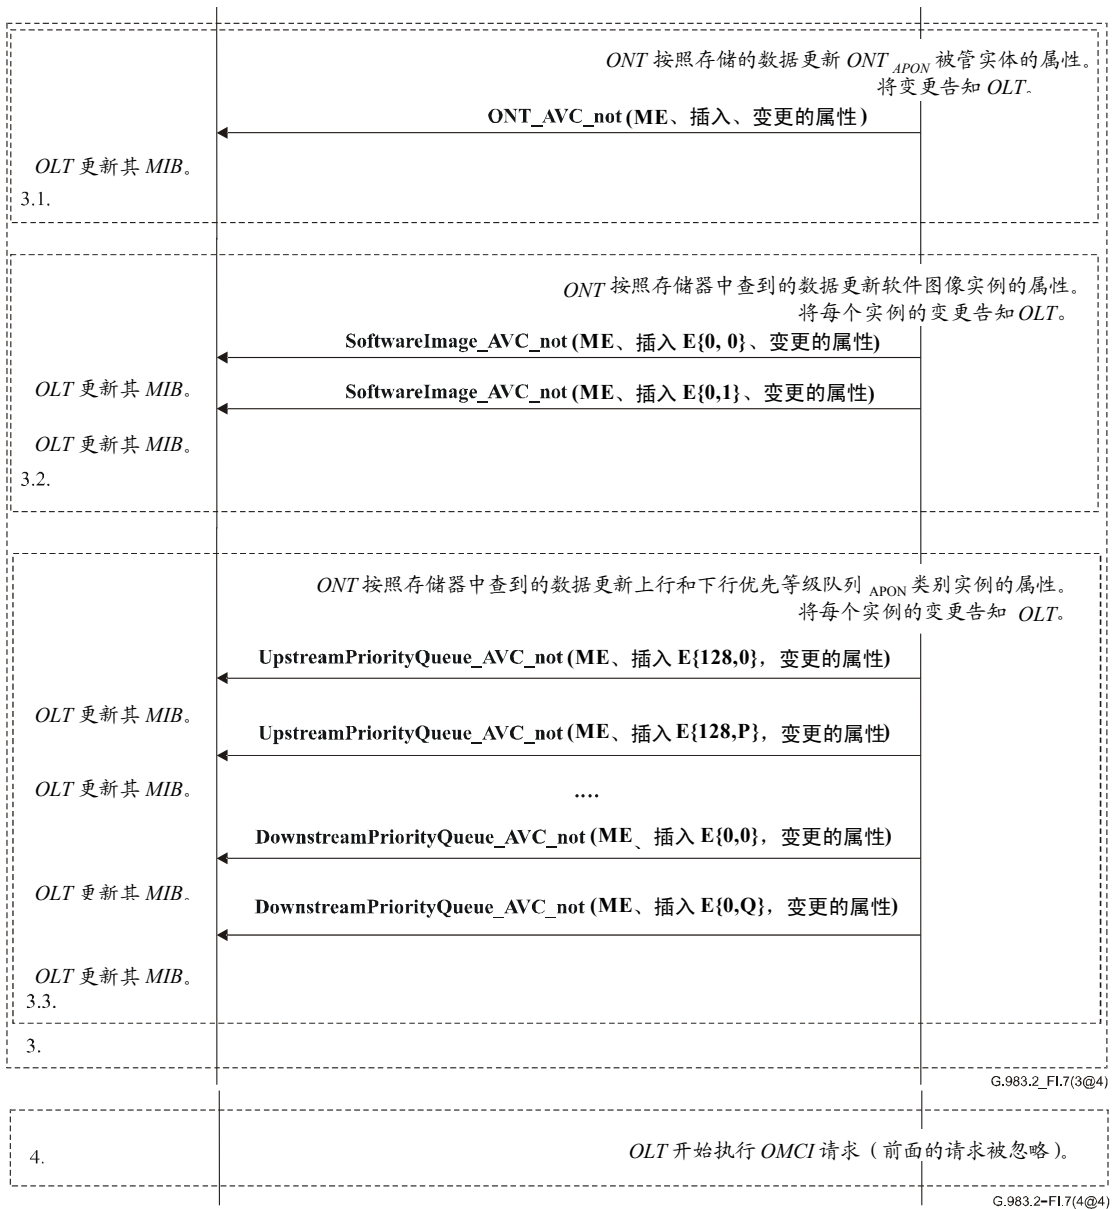 ONT 按照存储的数据更新 ONT APON 被管实体的属性。
将变更告知 OLT。
ONT_AVC_not (ME、插入、变更的属性)
OLT 更新其 MIB。
3.1.
ONT 按照存储器中查到的数据更新软件图像实例的属性。
将每个实例的变更告知 OLT。
SoftwareImage_AVC_not (ME、插入 E{0, 0}、变更的属性)
OLT 更新其 MIB。
SoftwareImage_AVC_not (ME、插入 E{0,1}、变更的属性)
OLT 更新其 MIB。
3.2.
ONT 按照存储器中查到的数据更新上行和下行优先等级队列 APON 类别实例的属性。
将每个实例的变更告知 OLT。
UpstreamPriorityQueue_AVC_not (ME、插入 E{128,0}，变更的属性)
OLT 更新其 MIB。
UpstreamPriorityQueue_AVC_not (ME、插入 E{128,P}，变更的属性)
OLT 更新其 MIB。
....
DownstreamPriorityQueue_AVC_not (ME、插入 E{0,0}，变更的属性)
OLT 更新其 MIB。
DownstreamPriorityQueue_AVC_not (ME、插入 E{0,Q}，变更的属性)
OLT 更新其 MIB。
3.3.
3.
G.983.2_FI.7(3@4)
4.
OLT 开始执行 OMCI 请求（前面的请求被忽略）。
G.983.2-FI.7(4@4)